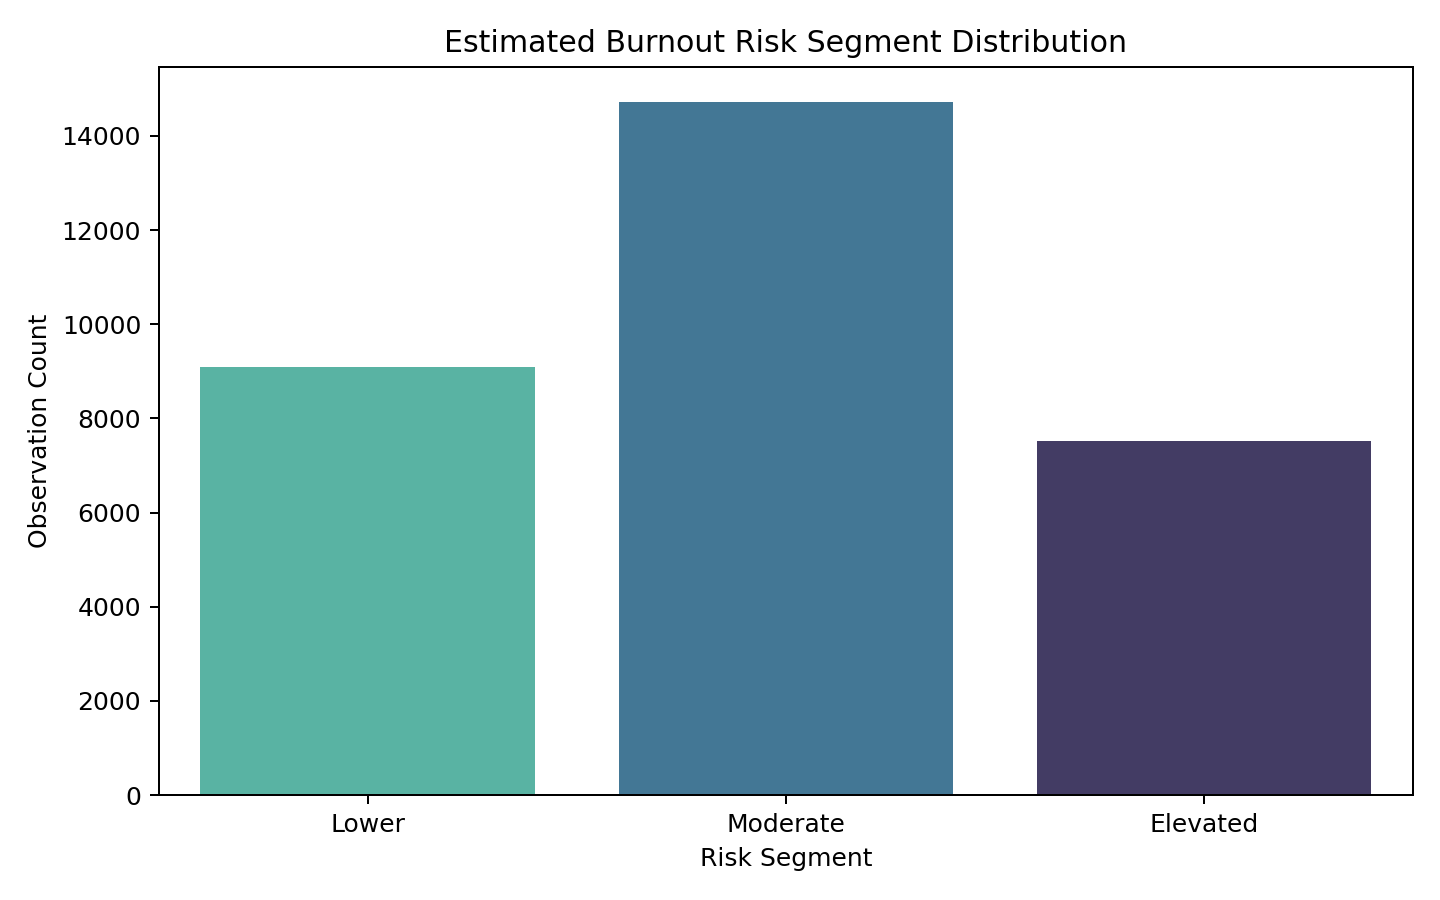 Estimated Burnout Risk Segment Distribution
Observation Count
14000
12000
10000
8000
6000
4000
2000
0
Lower
Moderate
Elevated
Risk Segment